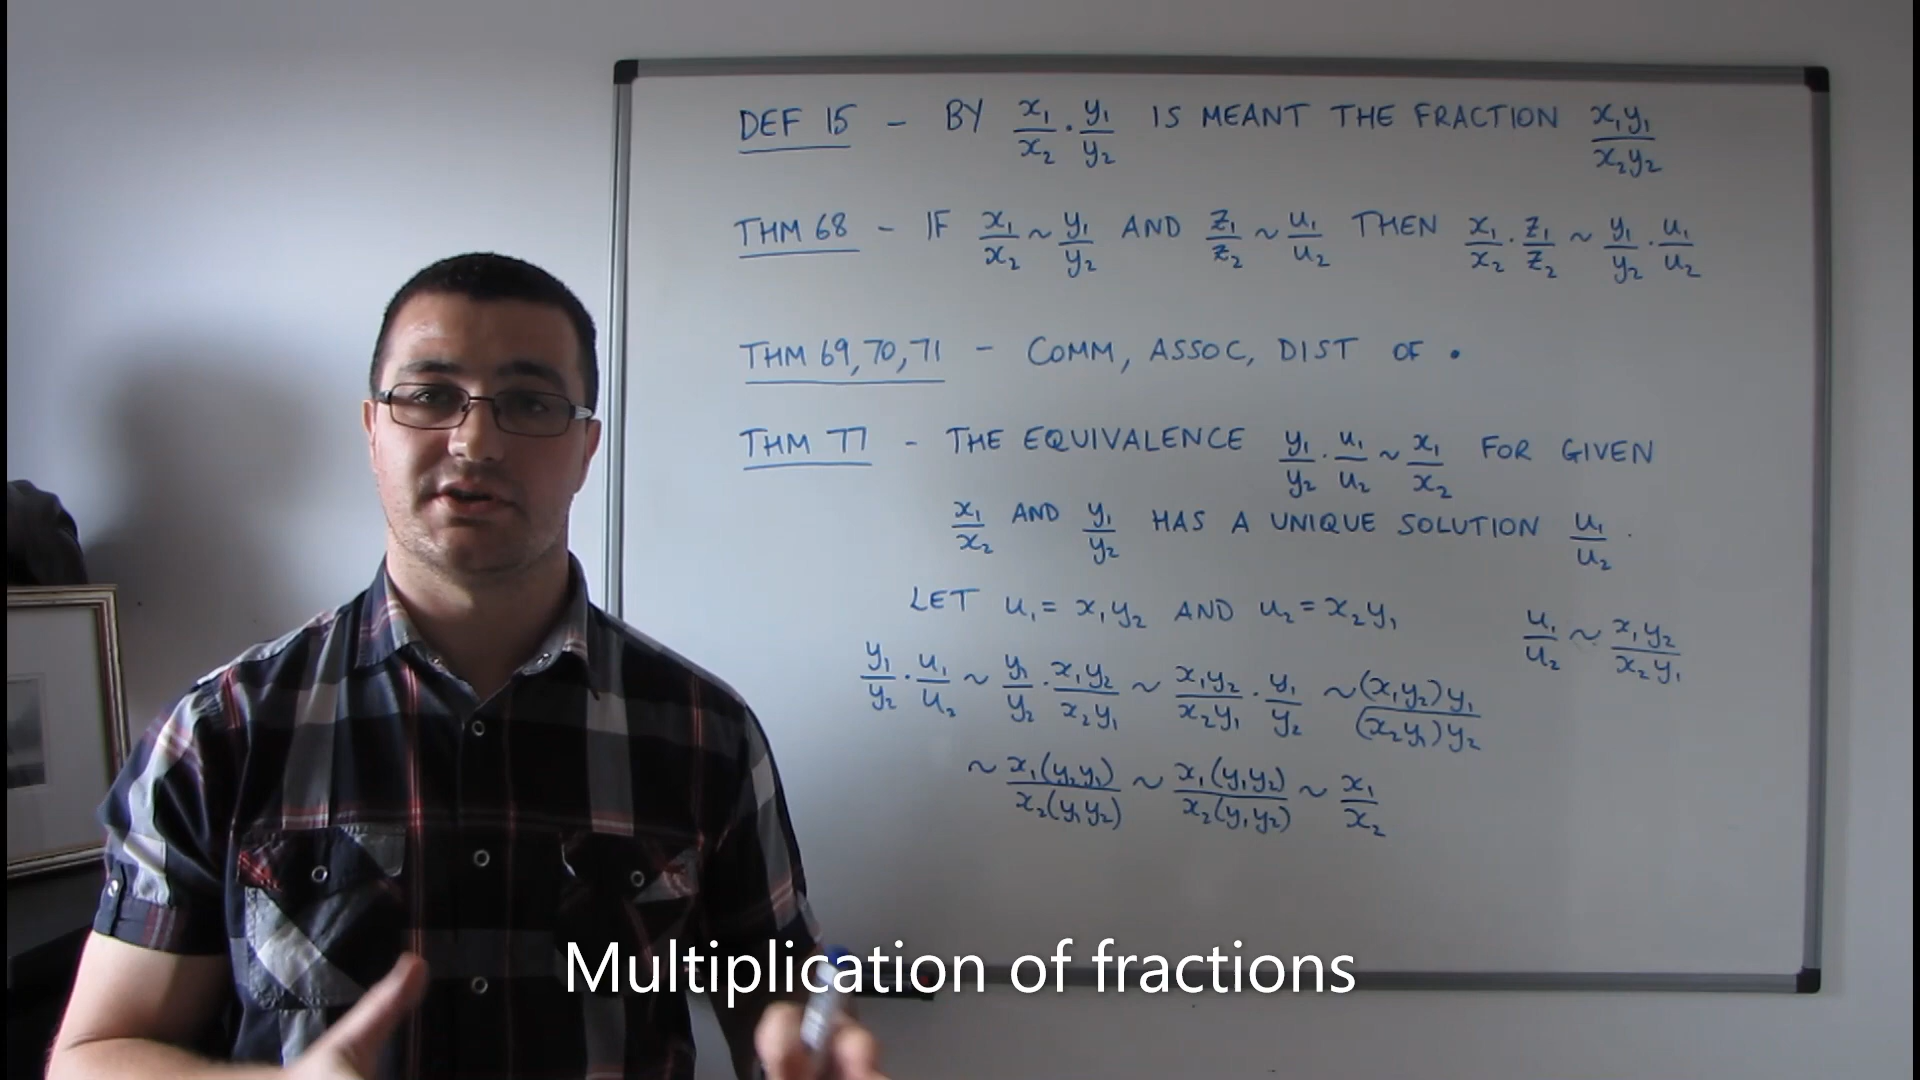 DEF 15 - BY x₁/x₂ · y₁/y₂ IS MEANT THE FRACTION x₁y₁/x₂y₂
THM 68 - IF x₁/x₂ ~ y₁/y₂ AND z₁/z₂ ~ u₁/u₂ THEN x₁/x₂ · z₁/z₂ ~ y₁/y₂ · u₁/u₂
THM 69, 70, 71 - COMM, ASSOC, DIST OF ·
THM 77 - THE EQUIVALENCE y₁/y₂ · u₁/u₂ ~ x₁/x₂ FOR GIVEN
x₁/x₂ AND y₁/y₂ HAS A UNIQUE SOLUTION u₁/u₂.
LET u₁ = x₁y₂ AND u₂ = x₂y₁
u₁/u₂ ~ x₁y₂/x₂y₁
y₁/y₂ · u₁/u₂ ~ y₁/y₂ · x₁y₂/x₂y₁ ~ x₁y₂/x₂y₁ · y₁/y₂ ~ (x₁y₂)y₁/(x₂y₁)y₂
~ x₁(y₂y₁)/x₂(y₁y₂) ~ x₁(y₁y₂)/x₂(y₁y₂) ~ x₁/x₂
Multiplication of fractions